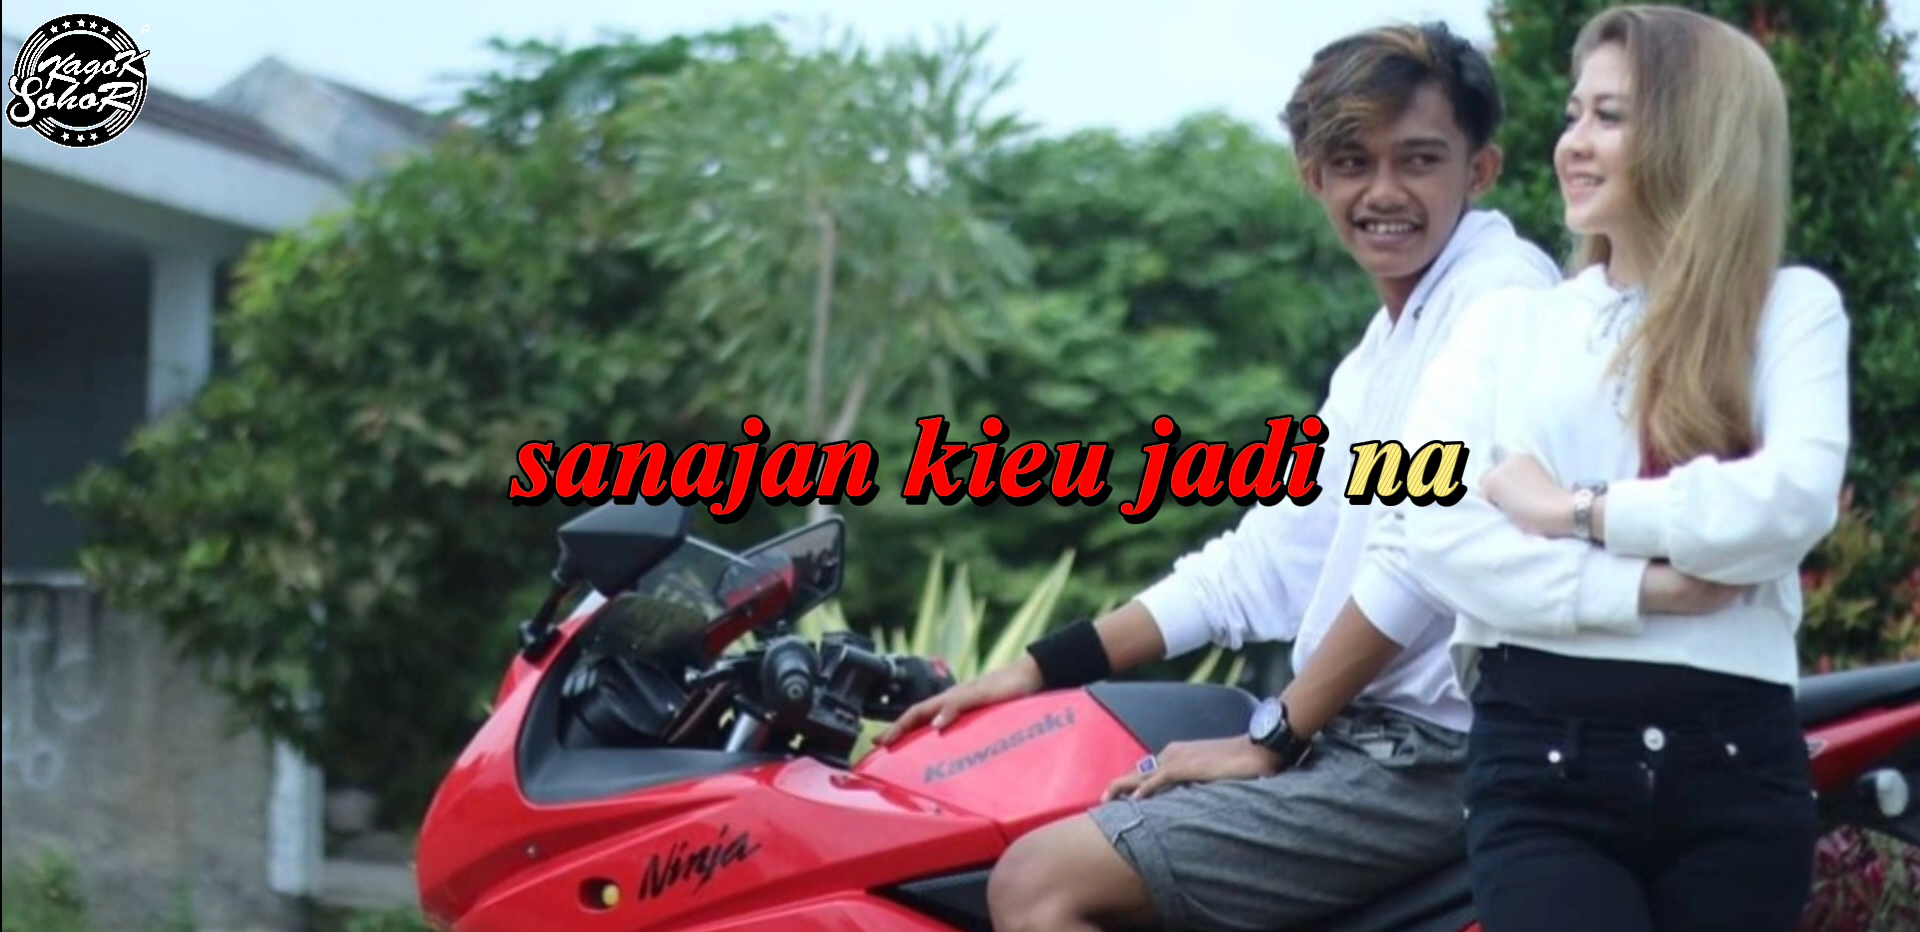 KagoK
SohoR
sanajan kieu jadi na
Kawasaki
Ninja